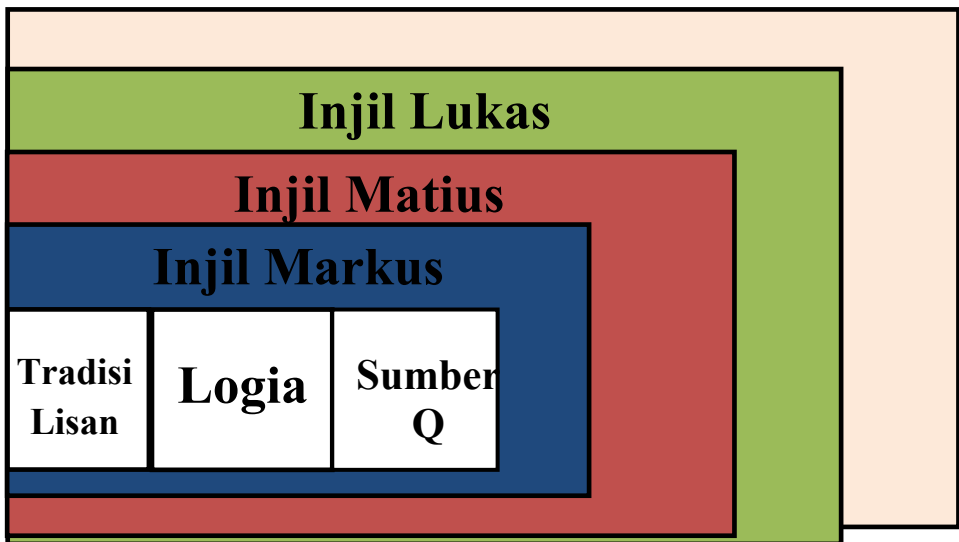 Injil Lukas
Injil Matius
Injil Markus
Tradisi
Lisan
Logia
Sumber
Q